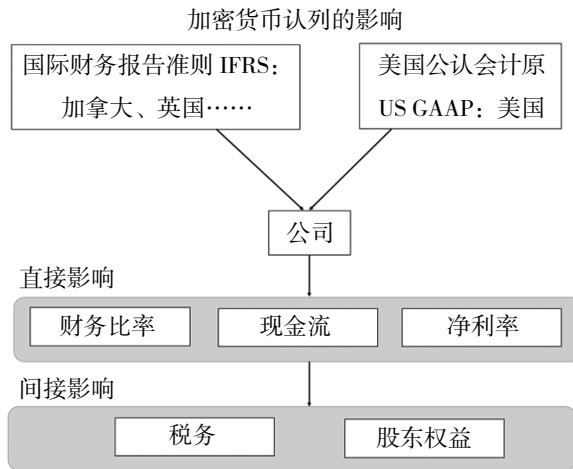 加密货币认列的影响
国际财务报告准则 IFRS：
加拿大、英国……
美国公认会计原
US GAAP：美国
公司
直接影响
财务比率
现金流
净利率
间接影响
税务
股东权益